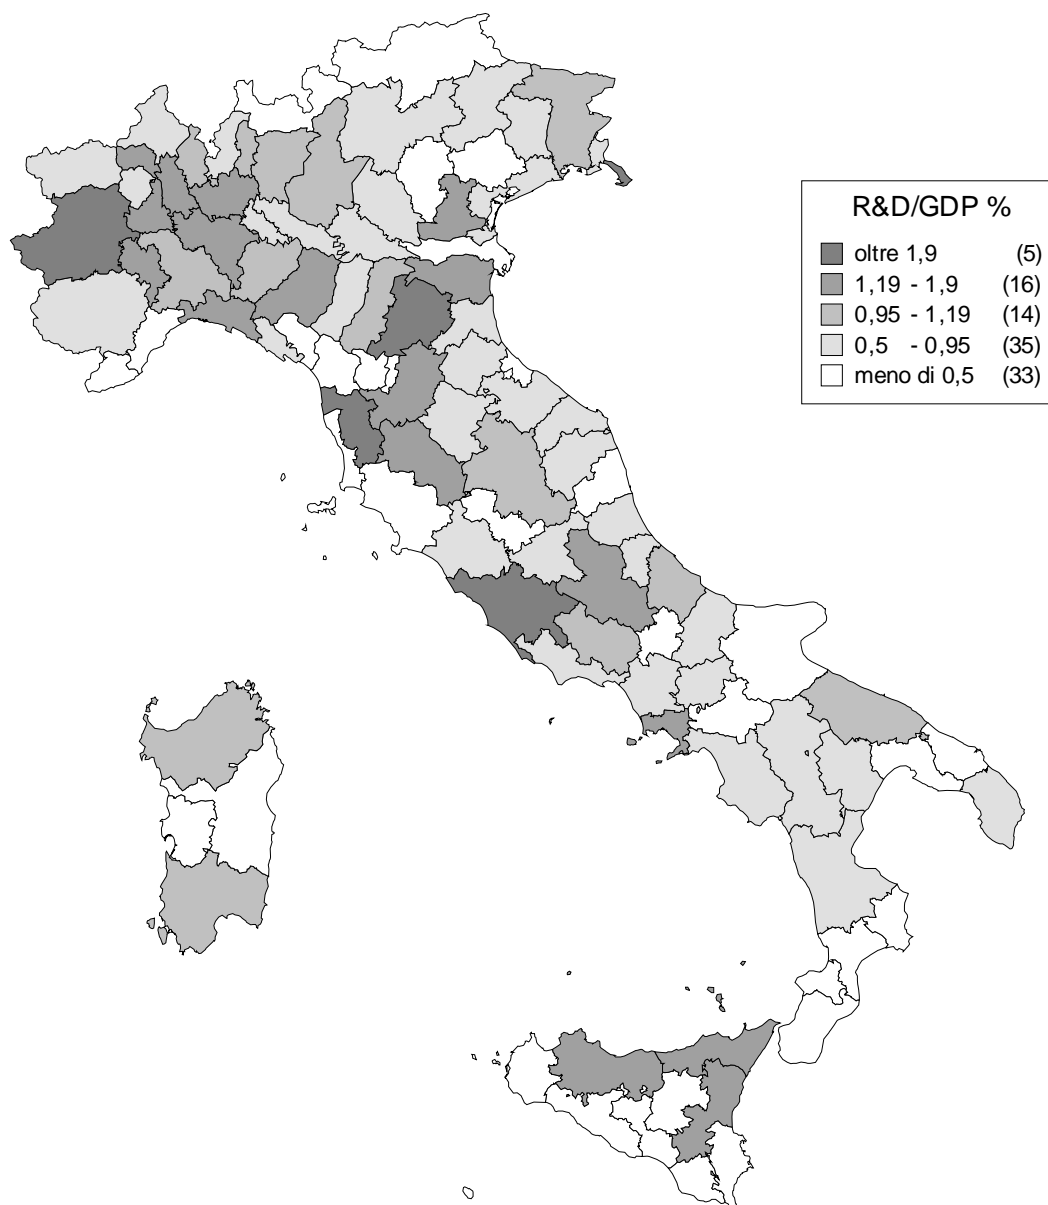 R&D/GDP %
oltre 1,9 (5)
1,19 - 1,9 (16)
0,95 - 1,19 (14)
0,5 - 0,95 (35)
meno di 0,5 (33)